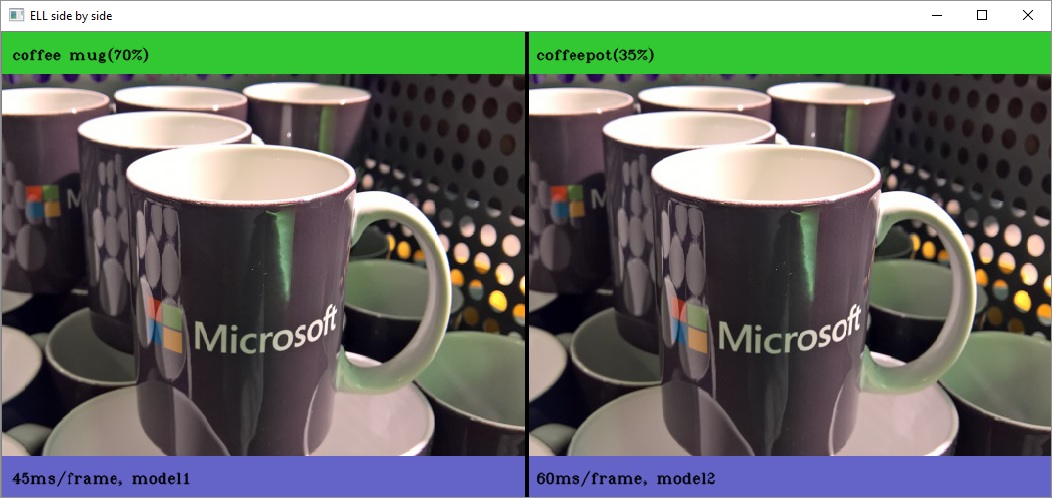 ELL side by side
coffee mug(70%)
coffeepot(35%)
Microsoft
Microsoft
45ms/frame, model1
60ms/frame, model2